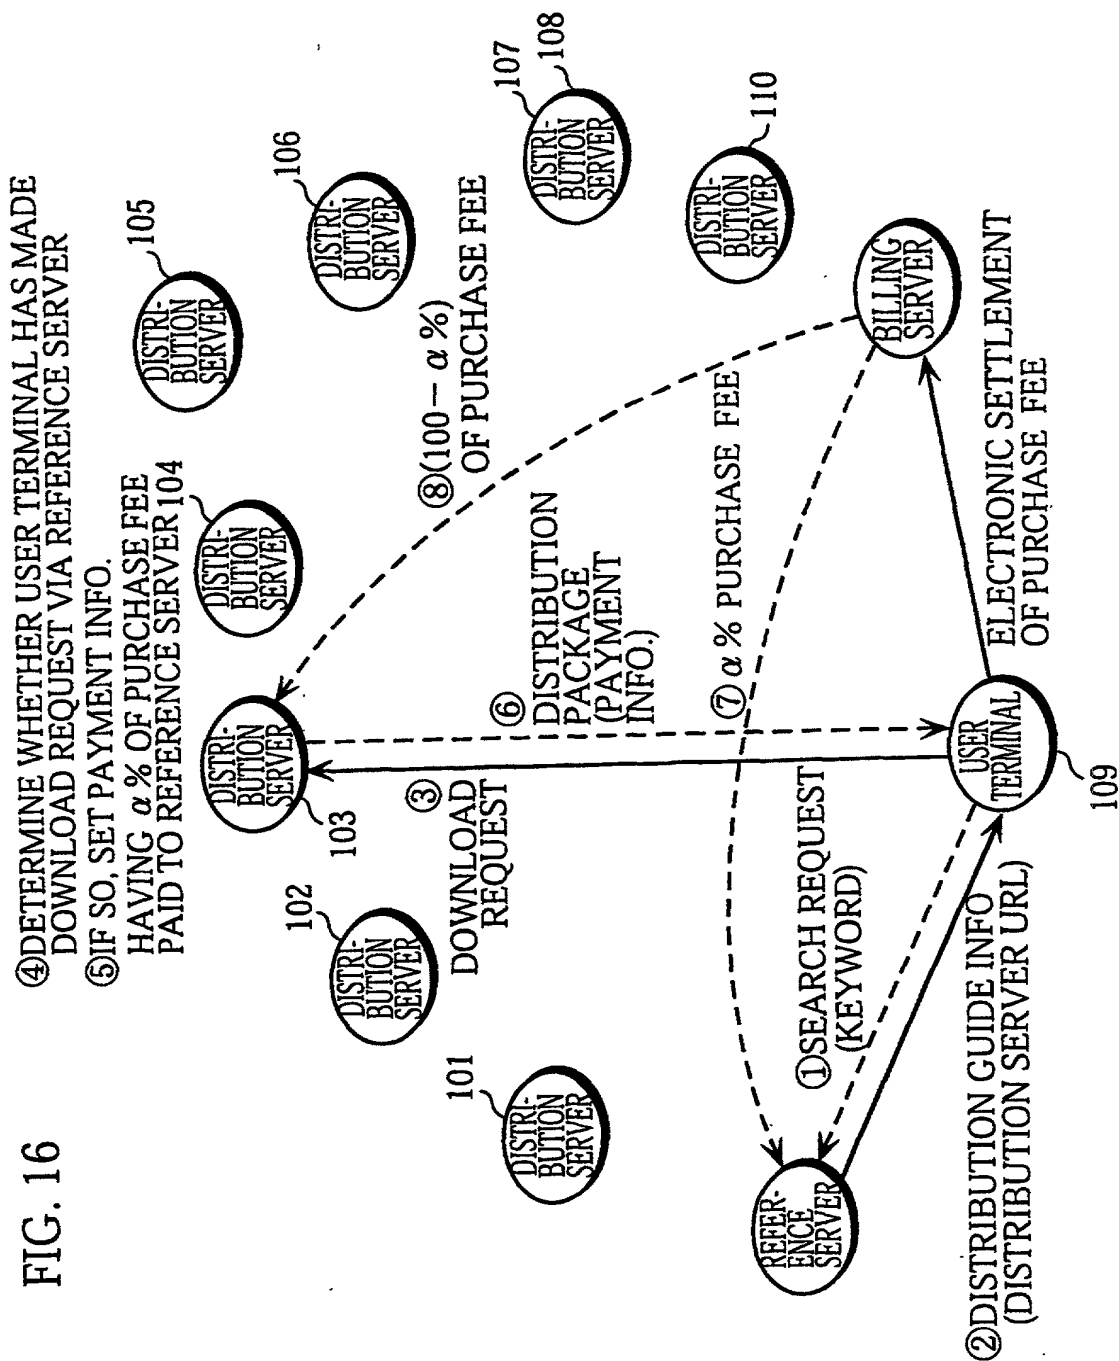 FIG. 16
④DETERMINE WHETHER USER TERMINAL HAS MADE
DOWNLOAD REQUEST VIA REFERENCE SERVER
⑤IF SO, SET PAYMENT INFO.
HAVING α % OF PURCHASE FEE
PAID TO REFERENCE SERVER
104
105
106
107
108
110
103
102
101
109
DISTRI-
BUTION
SERVER
DISTRI-
BUTION
SERVER
DISTRI-
BUTION
SERVER
DISTRI-
BUTION
SERVER
DISTRI-
BUTION
SERVER
DISTRI-
BUTION
SERVER
DISTRI-
BUTION
SERVER
DISTRI-
BUTION
SERVER
③
DOWNLOAD
REQUEST
⑥
DISTRIBUTION
PACKAGE
(PAYMENT
INFO.)
⑧(100− α %)
OF PURCHASE FEE
⑦ α % PURCHASE FEE
①SEARCH REQUEST
(KEYWORD)
REFER-
ENCE
SERVER
USER
TERMINAL
BILLING
SERVER
②DISTRIBUTION GUIDE INFO
(DISTRIBUTION SERVER URL)
ELECTRONIC SETTLEMENT
OF PURCHASE FEE